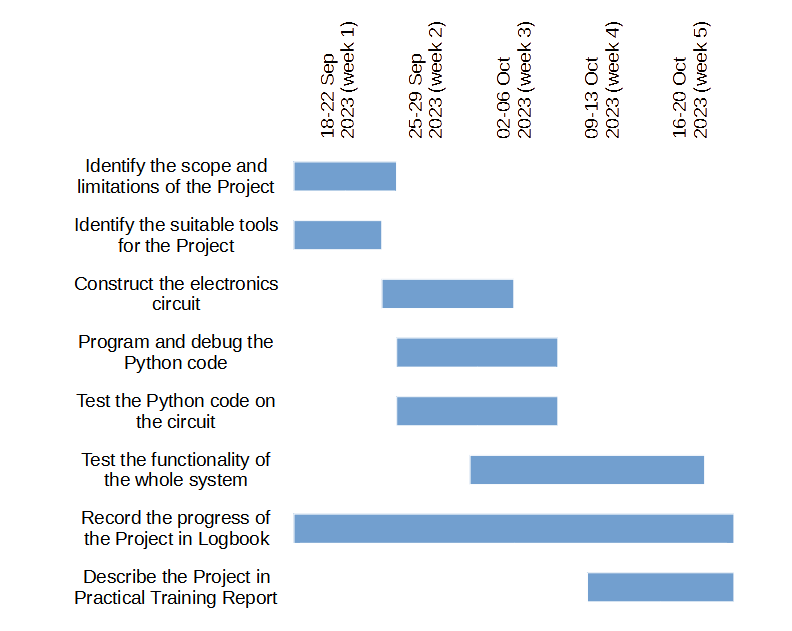 18-22 Sep
2023 (week 1)
25-29 Sep
2023 (week 2)
02-06 Oct
2023 (week 3)
09-13 Oct
2023 (week 4)
16-20 Oct
2023 (week 5)
Identify the scope and
limitations of the Project
Identify the suitable tools
for the Project
Construct the electronics
circuit
Program and debug the
Python code
Test the Python code on
the circuit
Test the functionality of
the whole system
Record the progress of
the Project in Logbook
Describe the Project in
Practical Training Report